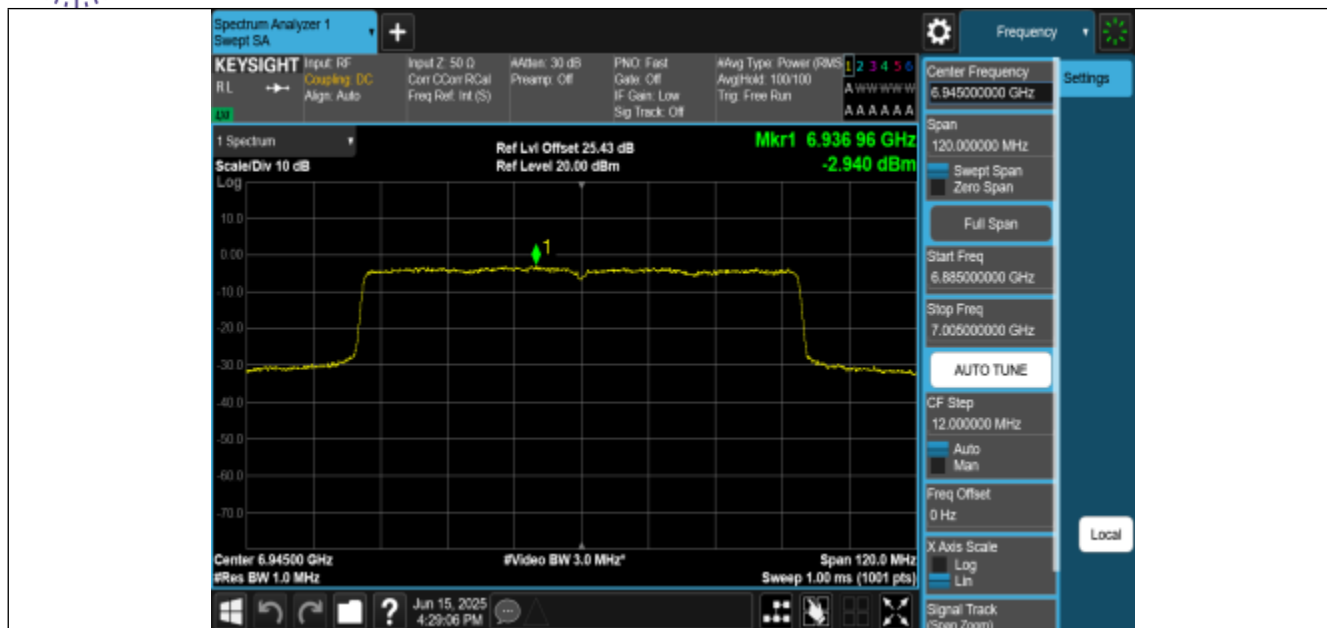 Spectrum Analyzer 1
Swept SA
+
Frequency
KEYSIGHT
RL
LXI
Input: RF
Coupling: DC
Align: Auto
Input Z: 50 Ω
Corr CCorr RCal
Freq Ref: Int (S)
#Atten: 30 dB
Preamp: Off
PNO: Fast
Gate: Off
IF Gain: Low
Sig Track: Off
#Avg Type: Power (RMS
Avg|Hold: 100/100
Trig: Free Run
1 2 3 4 5 6
A W W W W W
A A A A A A
1 Spectrum
Scale/Div 10 dB
Log
Ref Lvl Offset 25.43 dB
Ref Level 20.00 dBm
Mkr1 6.936 96 GHz
-2.940 dBm
10.0
0.00
-10.0
-20.0
-30.0
-40.0
-50.0
-60.0
-70.0
1
Center 6.94500 GHz
#Res BW 1.0 MHz
#Video BW 3.0 MHz*
Span 120.0 MHz
Sweep 1.00 ms (1001 pts)
Center Frequency
6.945000000 GHz
Settings
Span
120.000000 MHz
Swept Span
Zero Span
Full Span
Start Freq
6.885000000 GHz
Stop Freq
7.005000000 GHz
AUTO TUNE
CF Step
12.000000 MHz
Auto
Man
Freq Offset
0 Hz
X Axis Scale
Log
Lin
Local
Signal Track
(Span Zoom)
?
Jun 15, 2025
4:29:06 PM